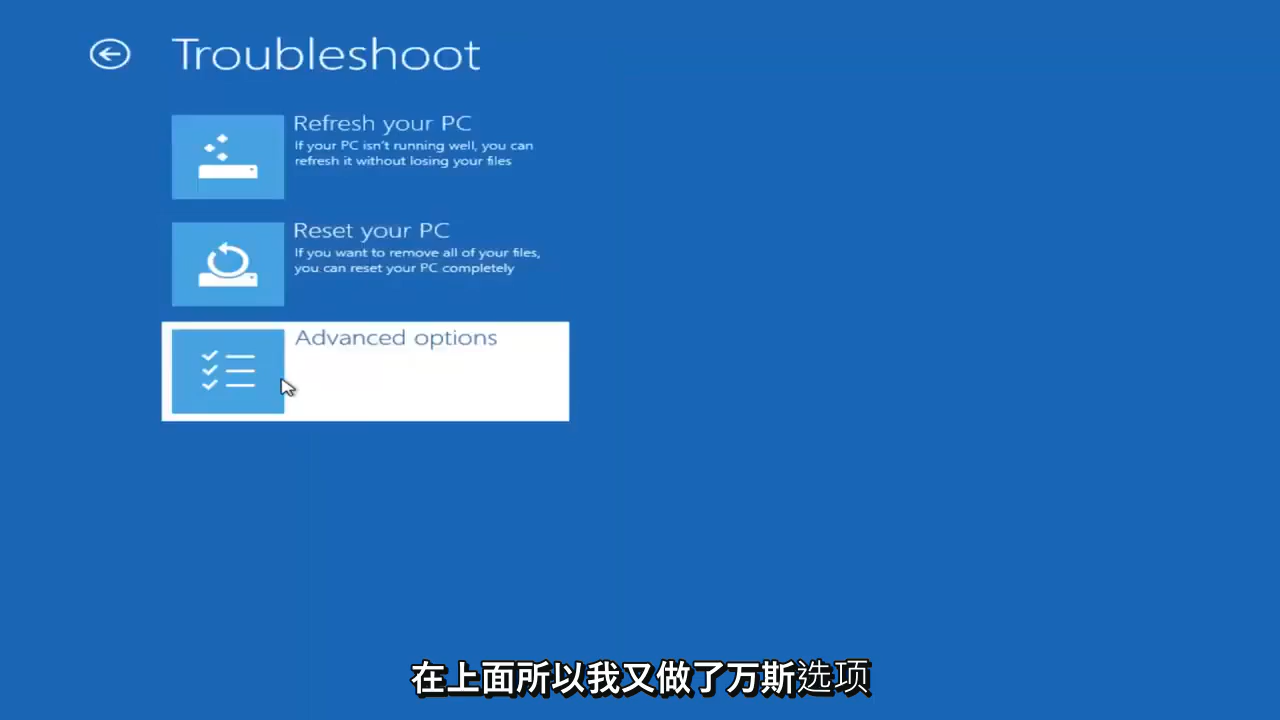 Troubleshoot
Refresh your PC
If your PC isn't running well, you can
refresh it without losing your files
Reset your PC
If you want to remove all of your files,
you can reset your PC completely
Advanced options
在上面所以我又做了万斯选项